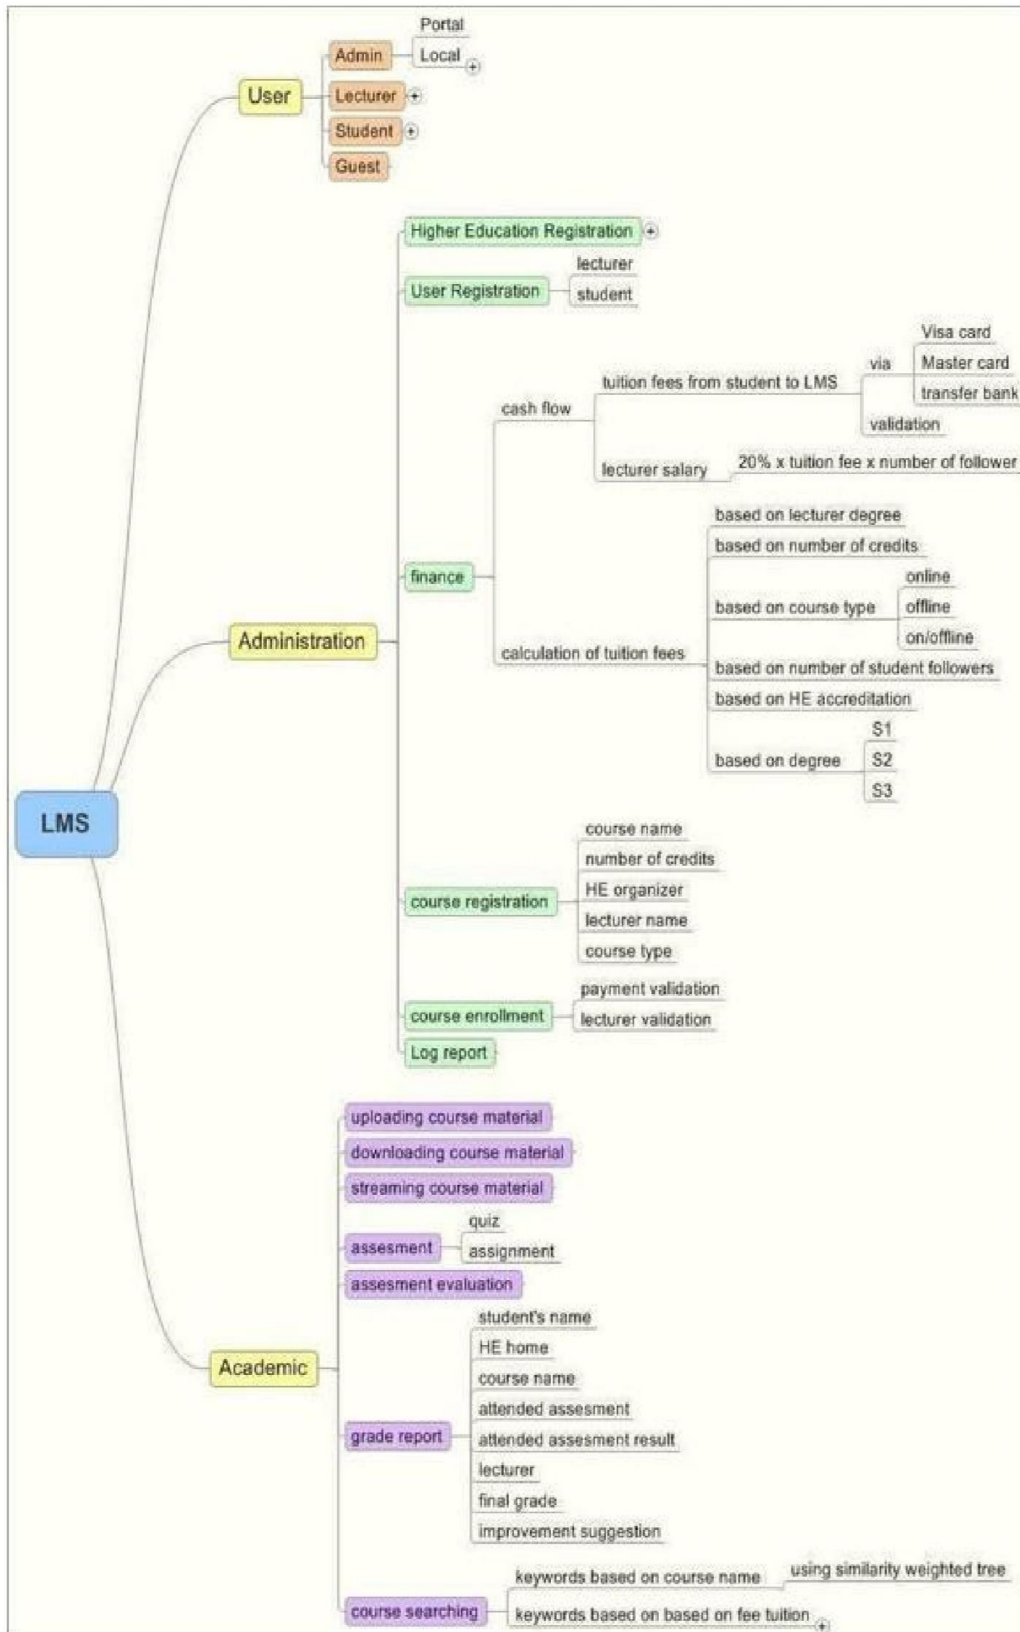 LMS
User
Admin
Portal
Local
Lecturer
Student
Guest
Administration
Higher Education Registration
User Registration
lecturer
student
finance
cash flow
tuition fees from student to LMS
via
Visa card
Master card
transfer bank
validation
lecturer salary
20% x tuition fee x number of follower
calculation of tuition fees
based on lecturer degree
based on number of credits
based on course type
online
offline
on/offline
based on number of student followers
based on HE accreditation
based on degree
S1
S2
S3
course registration
course name
number of credits
HE organizer
lecturer name
course type
course enrollment
payment validation
lecturer validation
Log report
Academic
uploading course material
downloading course material
streaming course material
assesment
quiz
assignment
assesment evaluation
grade report
student's name
HE home
course name
attended assesment
attended assesment result
lecturer
final grade
improvement suggestion
course searching
keywords based on course name
using similarity weighted tree
keywords based on based on fee tuition